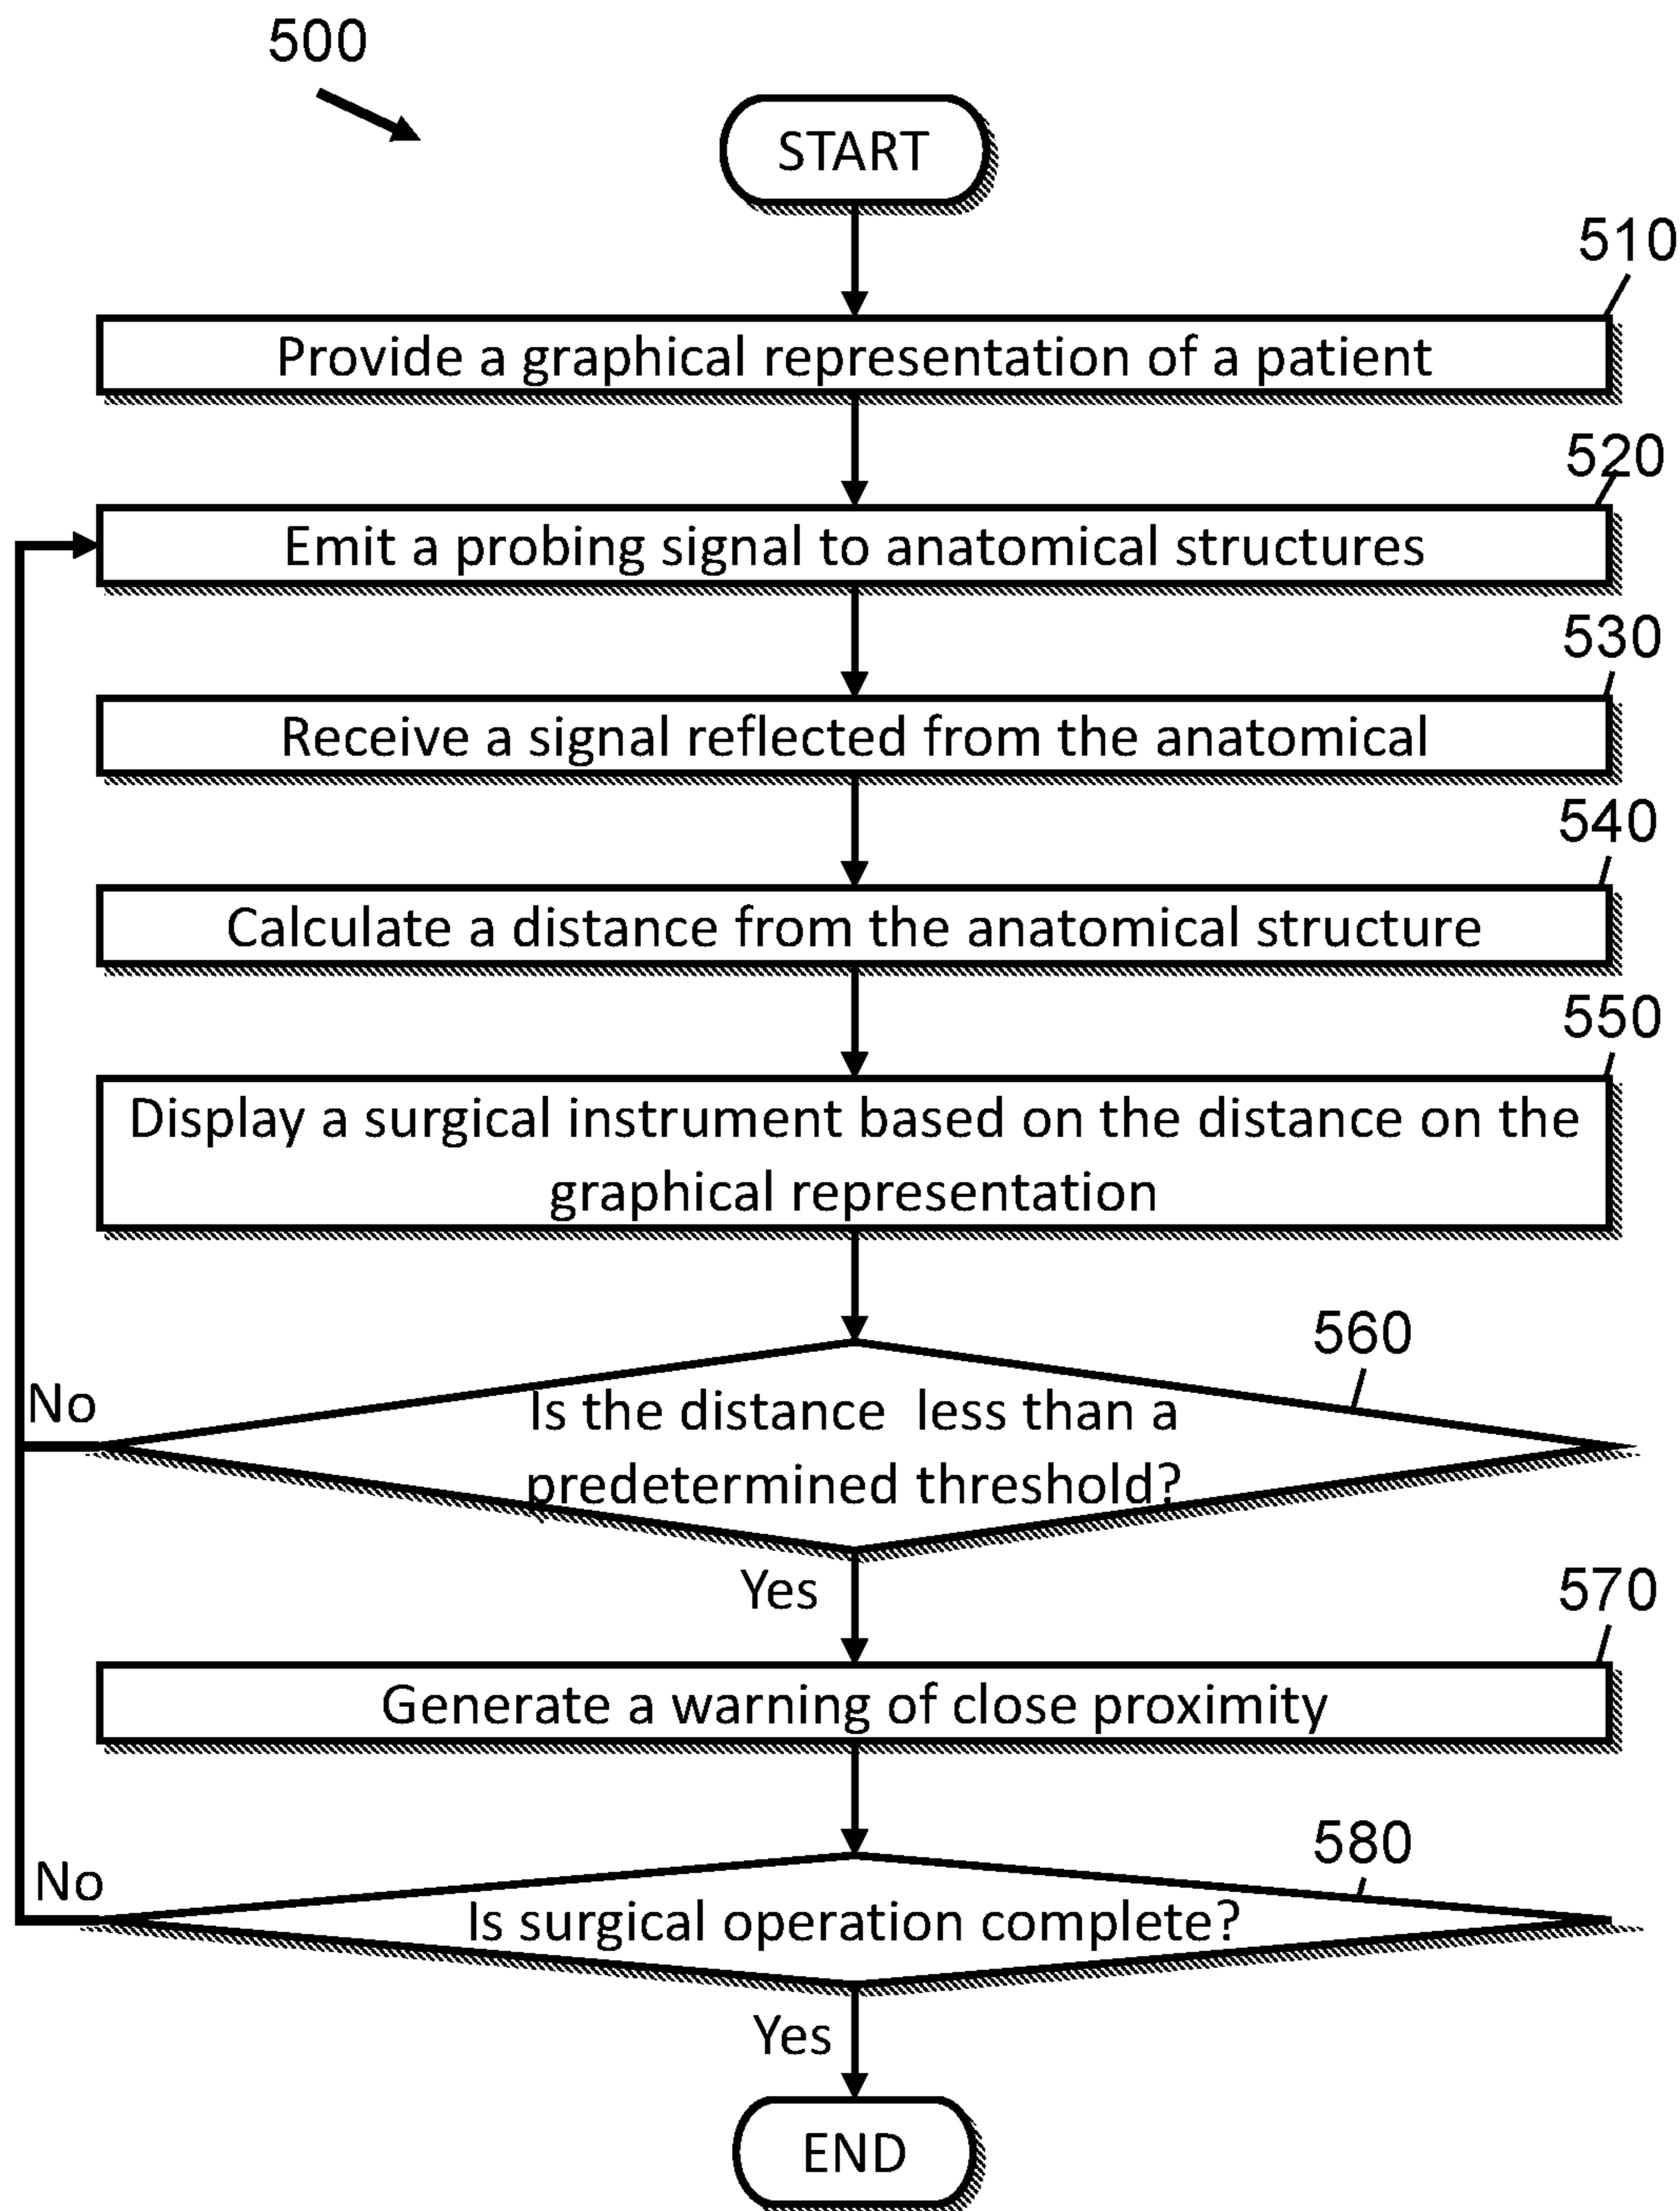 500
START
510
Provide a graphical representation of a patient
520
Emit a probing signal to anatomical structures
530
Receive a signal reflected from the anatomical
540
Calculate a distance from the anatomical structure
550
Display a surgical instrument based on the distance on the
graphical representation
560
No
Is the distance less than a
predetermined threshold?
Yes
570
Generate a warning of close proximity
580
No
Is surgical operation complete?
Yes
END